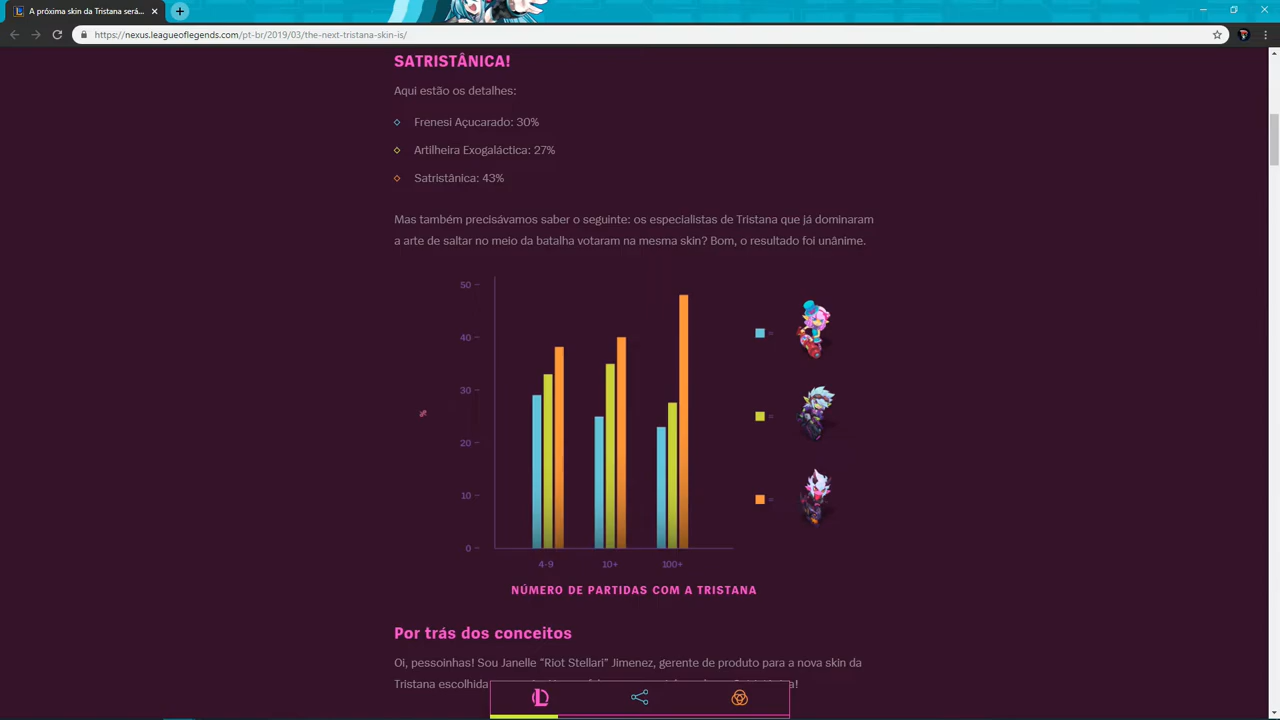 A próxima skin da Tristana será...
https://nexus.leagueoflegends.com/pt-br/2019/03/the-next-tristana-skin-is/
SATRISTÂNICA!
Aqui estão os detalhes:
Frenesi Açucarado: 30%
Artilheira Exogaláctica: 27%
Satristânica: 43%
Mas também precisávamos saber o seguinte: os especialistas de Tristana que já dominaram
a arte de saltar no meio da batalha votaram na mesma skin? Bom, o resultado foi unânime.
50
40
30
%
20
10
0
4-9 10+ 100+
=
=
=
NÚMERO DE PARTIDAS COM A TRISTANA
Por trás dos conceitos
Oi, pessoinhas! Sou Janelle "Riot Stellari" Jimenez, gerente de produto para a nova skin da
Tristana escolhida